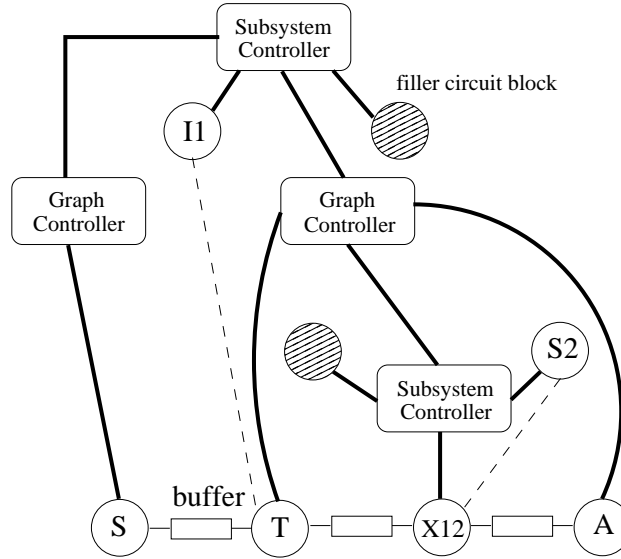 Subsystem
Controller
filler circuit block
I1
Graph
Controller
Graph
Controller
S2
Subsystem
Controller
buffer
S
T
X12
A